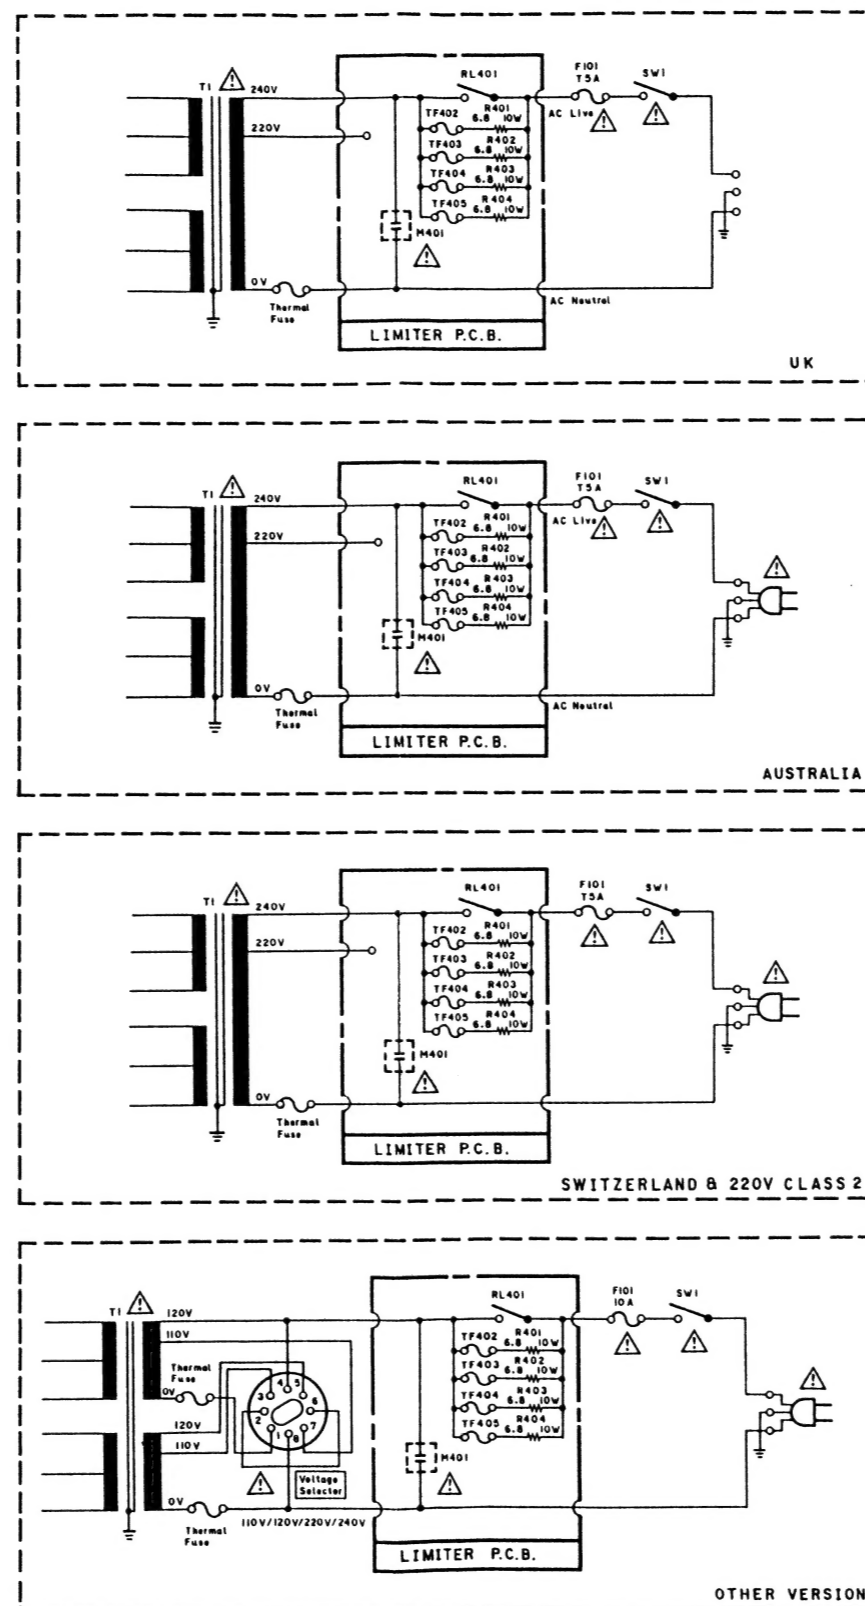 T1
240V
220V
0V
Thermal
Fuse
RL401
TF402 R401
6.8 10W
TF403 R402
6.8 10W
TF404 R403
6.8 10W
TF405 R404
6.8 10W
M401
F101
T5A
SW1
AC Live
AC Neutral
LIMITER P.C.B.
UK
T1
240V
220V
0V
Thermal
Fuse
RL401
TF402 R401
6.8 10W
TF403 R402
6.8 10W
TF404 R403
6.8 10W
TF405 R404
6.8 10W
M401
F101
T5A
SW1
AC Live
AC Neutral
LIMITER P.C.B.
AUSTRALIA
T1
240V
220V
0V
Thermal
Fuse
RL401
TF402 R401
6.8 10W
TF403 R402
6.8 10W
TF404 R403
6.8 10W
TF405 R404
6.8 10W
M401
F101
T5A
SW1
LIMITER P.C.B.
SWITZERLAND & 220V CLASS 2
T1
120V
110V
Thermal
Fuse
0V
120V
110V
0V
Thermal
Fuse
3 4 5
2 6
1 8 7
Voltage
Selector
110V/120V/220V/240V
RL401
TF402 R401
6.8 10W
TF403 R402
6.8 10W
TF404 R403
6.8 10W
TF405 R404
6.8 10W
M401
F101
10A
SW1
LIMITER P.C.B.
OTHER VERSION